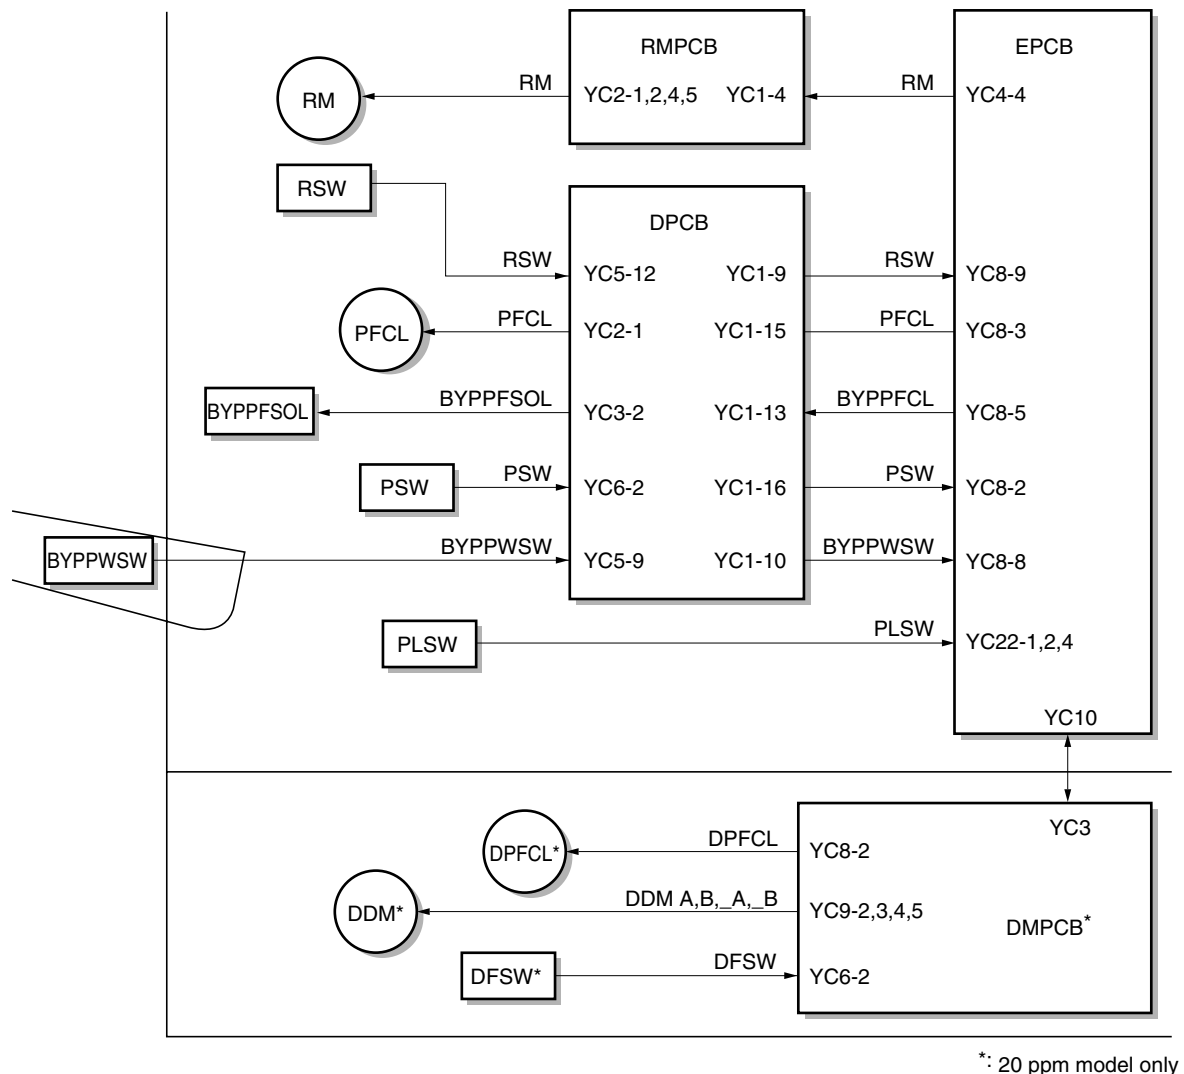 RMPCB
EPCB
RM
RM
YC2-1,2,4,5
YC1-4
RM
YC4-4
RSW
DPCB
RSW
YC5-12
YC1-9
RSW
YC8-9
PFCL
PFCL
YC2-1
YC1-15
PFCL
YC8-3
BYPPFSOL
BYPPFSOL
YC3-2
YC1-13
BYPPFCL
YC8-5
PSW
PSW
YC6-2
YC1-16
PSW
YC8-2
BYPPWSW
BYPPWSW
YC5-9
YC1-10
BYPPWSW
YC8-8
PLSW
PLSW
YC22-1,2,4
YC10
YC3
DPFCL*
DPFCL
YC8-2
DDM*
DDM A,B,_A,_B
YC9-2,3,4,5
DMPCB*
DFSW*
DFSW
YC6-2
*: 20 ppm model only